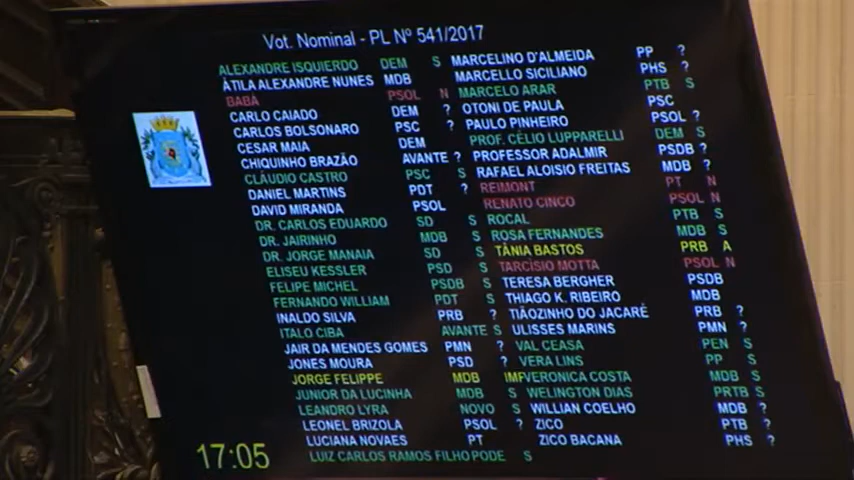 Vot. Nominal - PL Nº 541/2017
ALEXANDRE ISQUIERDO DEM S
ÁTILA ALEXANDRE NUNES MDB
BABÁ PSOL N
CARLO CAIADO DEM ?
CARLOS BOLSONARO PSC ?
CESAR MAIA DEM
CHIQUINHO BRAZÃO AVANTE ?
CLÁUDIO CASTRO PSC S
DANIEL MARTINS PDT ?
DAVID MIRANDA PSOL
DR. CARLOS EDUARDO SD S
DR. JAIRINHO MDB S
DR. JORGE MANAIA SD S
ELISEU KESSLER PSD S
FELIPE MICHEL PSDB S
FERNANDO WILLIAM PDT S
INALDO SILVA PRB ?
ITALO CIBA AVANTE S
JAIR DA MENDES GOMES PMN ?
JONES MOURA PSD ?
JORGE FELIPPE MDB IMF
JUNIOR DA LUCINHA MDB S
LEANDRO LYRA NOVO S
LEONEL BRIZOLA PSOL ?
LUCIANA NOVAES PT
LUIZ CARLOS RAMOS FILHO PODE S
MARCELINO D'ALMEIDA PP ?
MARCELLO SICILIANO PHS ?
MARCELO ARAR PTB S
OTONI DE PAULA PSC
PAULO PINHEIRO PSOL ?
PROF. CÉLIO LUPPARELLI DEM S
PROFESSOR ADALMIR PSDB ?
RAFAEL ALOISIO FREITAS MDB ?
REIMONT PT N
RENATO CINCO PSOL N
ROCAL PTB S
ROSA FERNANDES MDB S
TÂNIA BASTOS PRB A
TARCÍSIO MOTTA PSOL N
TERESA BERGHER PSDB
THIAGO K. RIBEIRO MDB
TIÃOZINHO DO JACARÉ PRB ?
ULISSES MARINS PMN ?
VAL CEASA PEN S
VERA LINS PP S
VERONICA COSTA MDB S
WELINGTON DIAS PRTB S
WILLIAN COELHO MDB ?
ZICO PTB ?
ZICO BACANA PHS ?
17:05